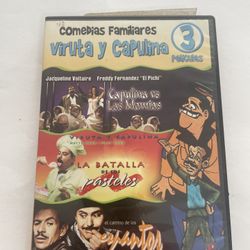 Comedias Familiares
Viruta y Capulina
3
PELÍCULAS
Jacqueline Voltaire Freddy Fernandez "El Pichi"
Capulina vs
Las Momias
VIRUTA Y CAPULINA
LA BATALLA
DE LOS
pasteles
el camino de los
espantos